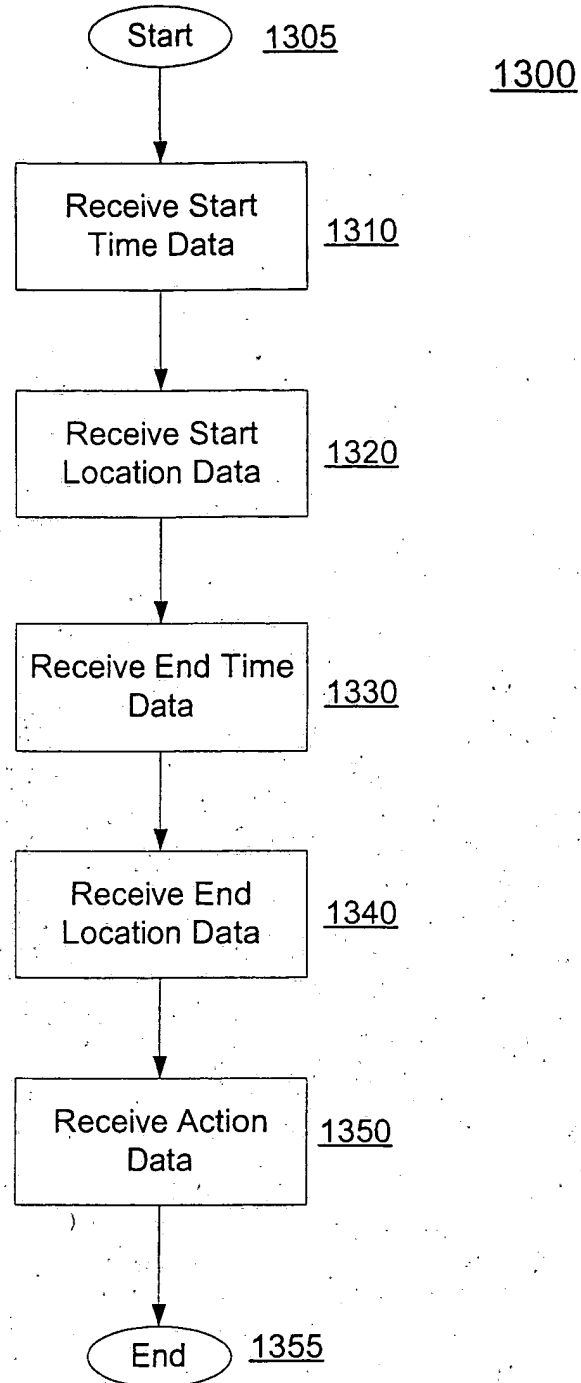 Start 1305
1300
Receive Start
Time Data
1310
Receive Start
Location Data
1320
Receive End Time
Data
1330
Receive End
Location Data
1340
Receive Action
Data
1350
End 1355